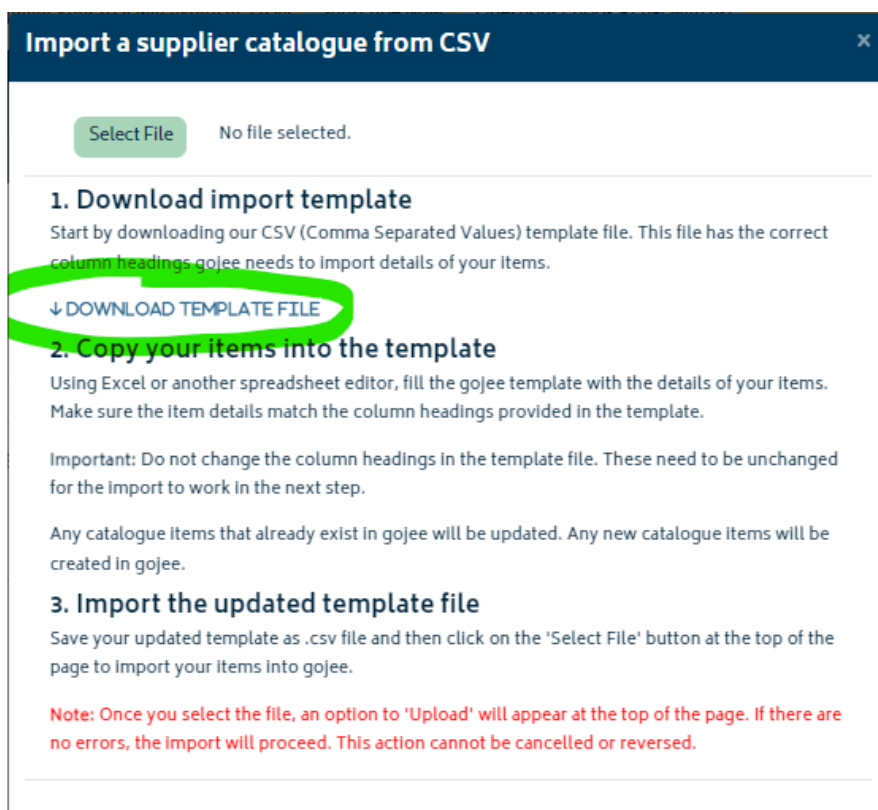 Import a supplier catalogue from CSV
×
Select File
No file selected.
1. Download import template
Start by downloading our CSV (Comma Separated Values) template file. This file has the correct
column headings gojee needs to import details of your items.
↓ DOWNLOAD TEMPLATE FILE
2. Copy your items into the template
Using Excel or another spreadsheet editor, fill the gojee template with the details of your items.
Make sure the item details match the column headings provided in the template.
Important: Do not change the column headings in the template file. These need to be unchanged
for the import to work in the next step.
Any catalogue items that already exist in gojee will be updated. Any new catalogue items will be
created in gojee.
3. Import the updated template file
Save your updated template as .csv file and then click on the 'Select File' button at the top of the
page to import your items into gojee.
Note: Once you select the file, an option to 'Upload' will appear at the top of the page. If there are
no errors, the import will proceed. This action cannot be cancelled or reversed.